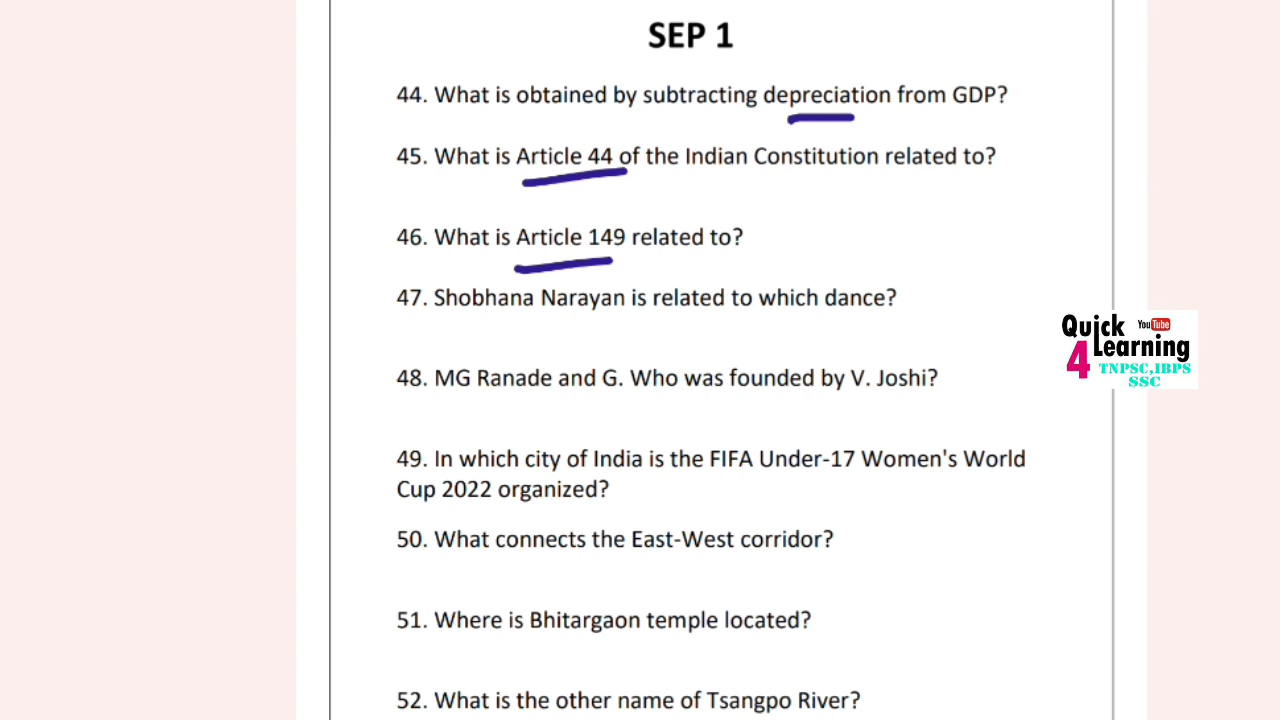 SEP 1
44. What is obtained by subtracting depreciation from GDP?
45. What is Article 44 of the Indian Constitution related to?
46. What is Article 149 related to?
47. Shobhana Narayan is related to which dance?
Quick YouTube
4 Learning
TNPSC,IBPS
SSC
48. MG Ranade and G. Who was founded by V. Joshi?
49. In which city of India is the FIFA Under-17 Women's World
Cup 2022 organized?
50. What connects the East-West corridor?
51. Where is Bhitargaon temple located?
52. What is the other name of Tsangpo River?